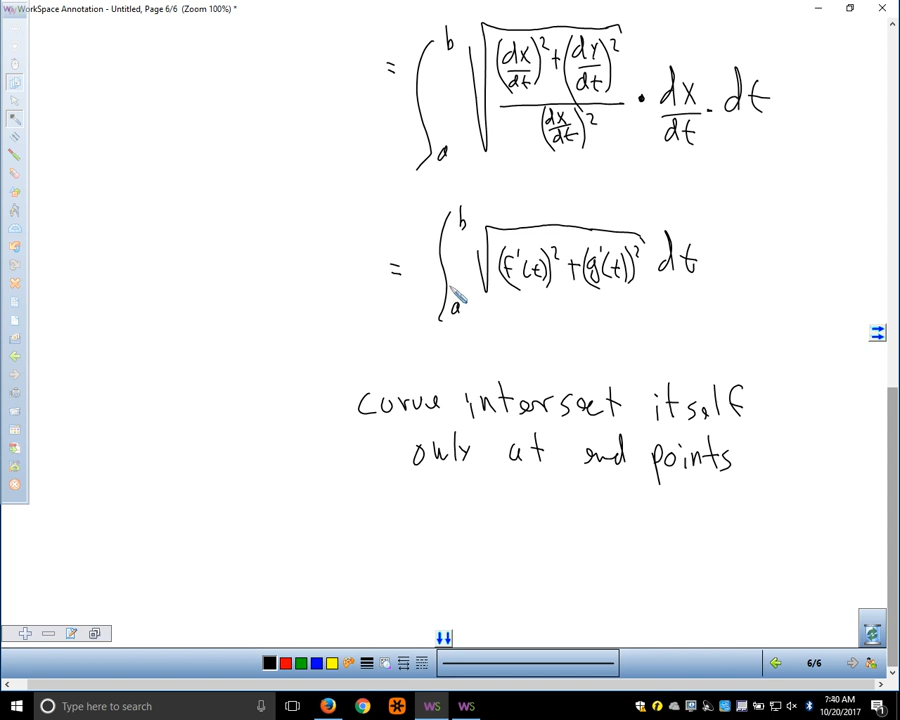 WorkSpace Annotation - Untitled, Page 6/6 (Zoom 100%) *
= ∫_a^b √(((dx/dt)^2 + (dy/dt)^2)/(dx/dt)^2) • dx/dt . dt
= ∫_a^b √((f'(t))^2 + (g'(t))^2) dt
curve intersect itself
only at end points
6/6
Type here to search
WS
WS
7:40 AM
10/20/2017